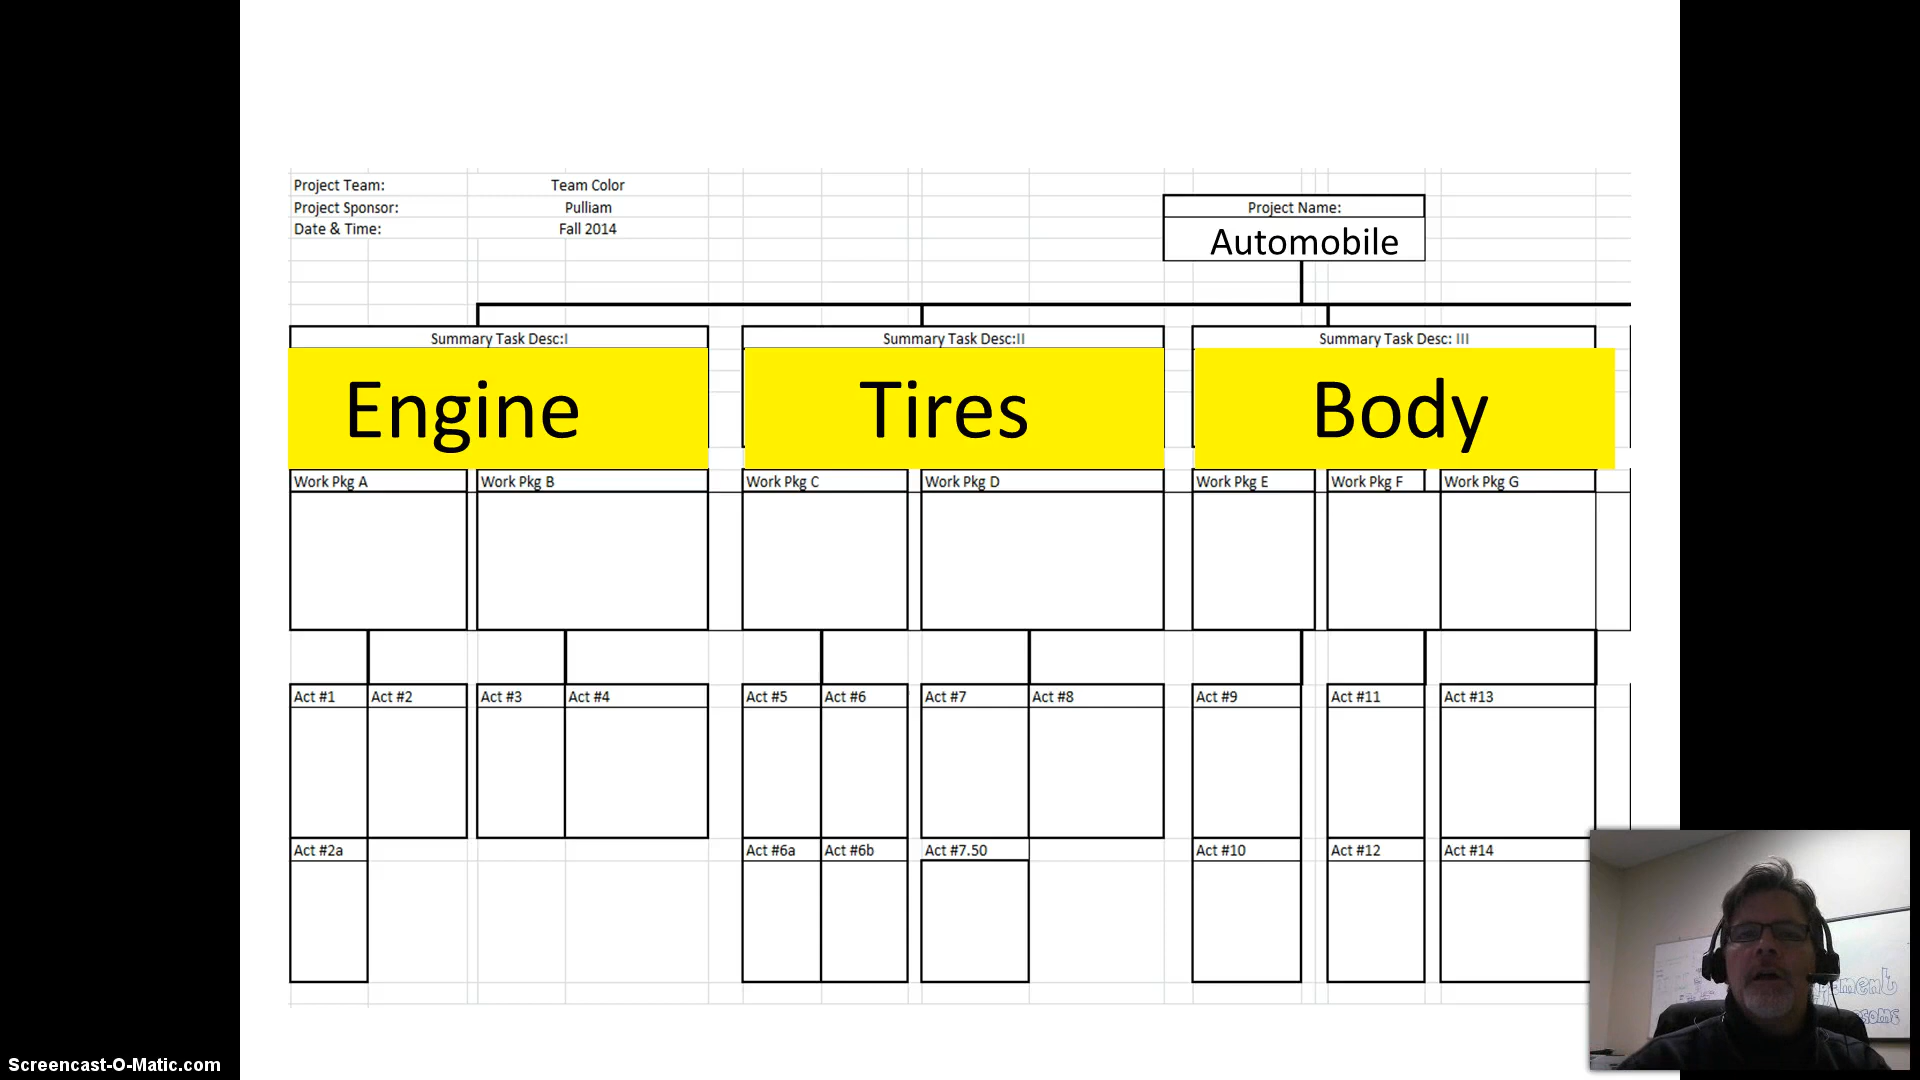 Project Team: Team Color
Project Sponsor: Pulliam
Date & Time: Fall 2014
Project Name:
Automobile
Summary Task Desc:I
Summary Task Desc:II
Summary Task Desc: III
Engine
Tires
Body
Work Pkg A
Work Pkg B
Work Pkg C
Work Pkg D
Work Pkg E
Work Pkg F
Work Pkg G
Act #1
Act #2
Act #3
Act #4
Act #5
Act #6
Act #7
Act #8
Act #9
Act #11
Act #13
Act #2a
Act #6a
Act #6b
Act #7.50
Act #10
Act #12
Act #14
Screencast-O-Matic.com